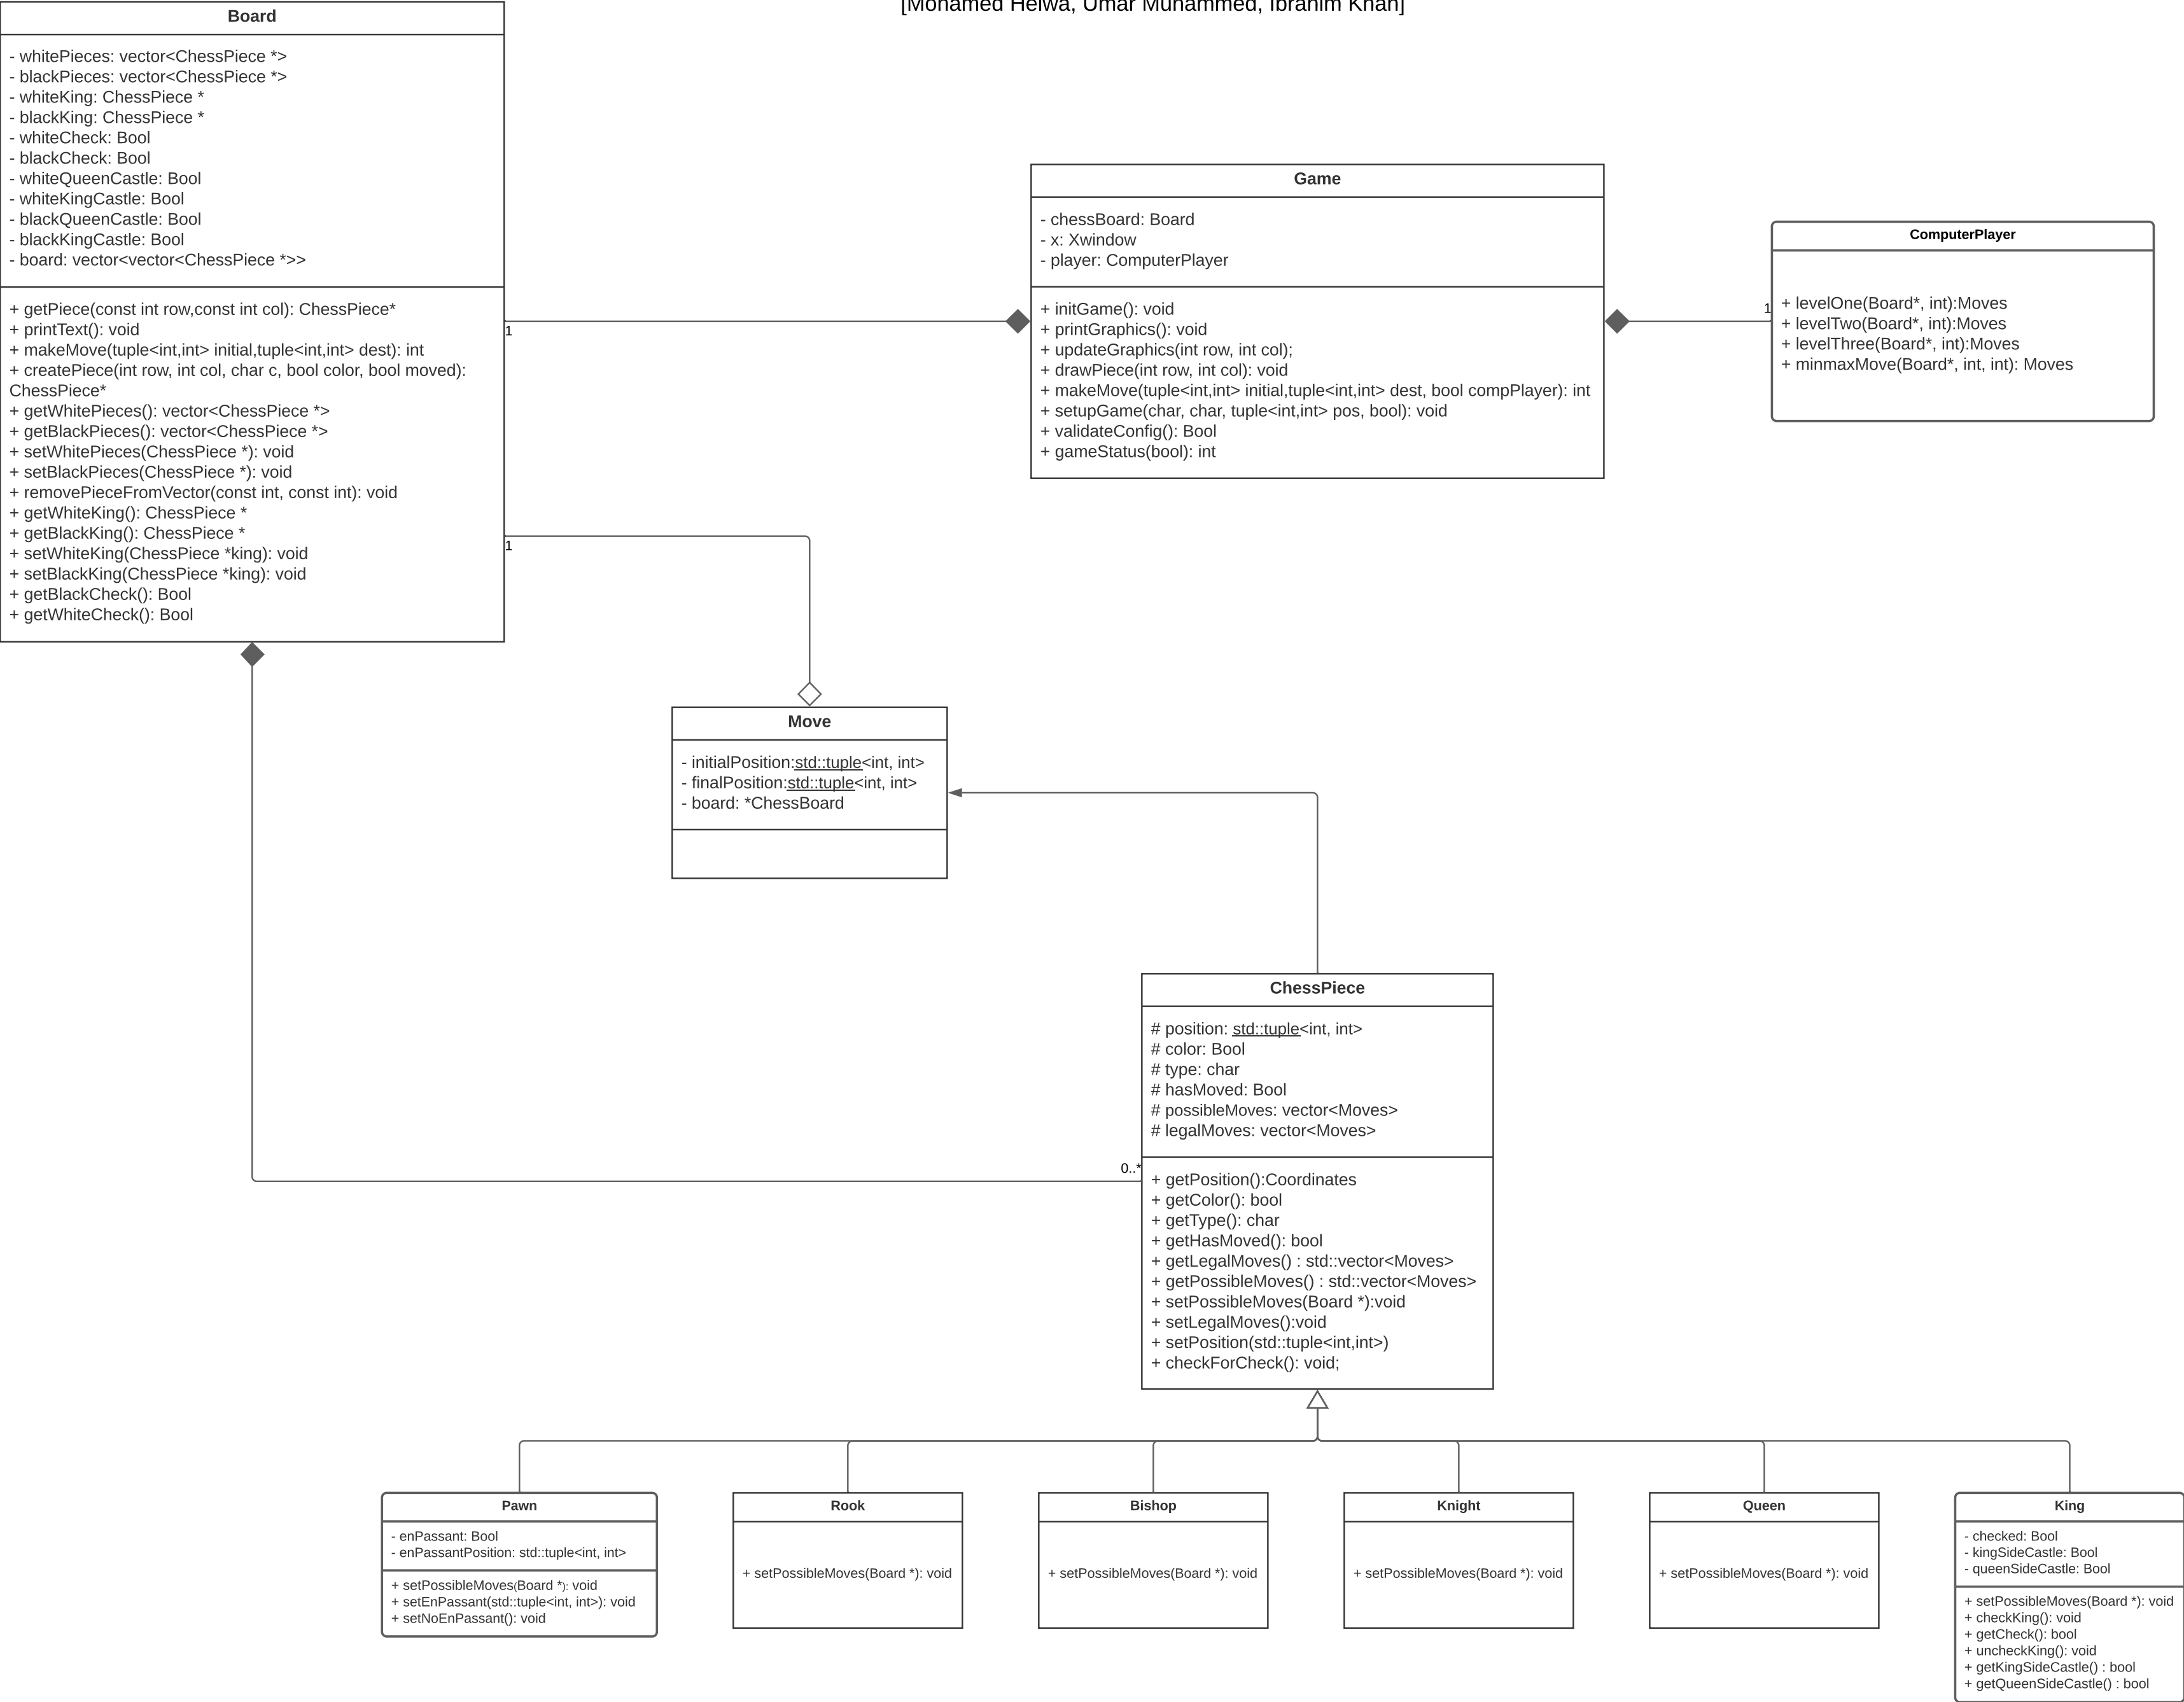 [Mohamed Helwa, Umar Muhammed, Ibrahim Khan]
Board
- whitePieces: vector<ChessPiece *>
- blackPieces: vector<ChessPiece *>
- whiteKing: ChessPiece *
- blackKing: ChessPiece *
- whiteCheck: Bool
- blackCheck: Bool
- whiteQueenCastle: Bool
- whiteKingCastle: Bool
- blackQueenCastle: Bool
- blackKingCastle: Bool
- board: vector<vector<ChessPiece *>>
+ getPiece(const int row,const int col): ChessPiece*
+ printText(): void
+ makeMove(tuple<int,int> initial,tuple<int,int> dest): int
+ createPiece(int row, int col, char c, bool color, bool moved):
ChessPiece*
+ getWhitePieces(): vector<ChessPiece *>
+ getBlackPieces(): vector<ChessPiece *>
+ setWhitePieces(ChessPiece *): void
+ setBlackPieces(ChessPiece *): void
+ removePieceFromVector(const int, const int): void
+ getWhiteKing(): ChessPiece *
+ getBlackKing(): ChessPiece *
+ setWhiteKing(ChessPiece *king): void
+ setBlackKing(ChessPiece *king): void
+ getBlackCheck(): Bool
+ getWhiteCheck(): Bool
1
1
Game
- chessBoard: Board
- x: Xwindow
- player: ComputerPlayer
+ initGame(): void
+ printGraphics(): void
+ updateGraphics(int row, int col);
+ drawPiece(int row, int col): void
+ makeMove(tuple<int,int> initial,tuple<int,int> dest, bool compPlayer): int
+ setupGame(char, char, tuple<int,int> pos, bool): void
+ validateConfig(): Bool
+ gameStatus(bool): int
1
ComputerPlayer
+ levelOne(Board*, int):Moves
+ levelTwo(Board*, int):Moves
+ levelThree(Board*, int):Moves
+ minmaxMove(Board*, int, int): Moves
Move
- initialPosition:std::tuple<int, int>
- finalPosition:std::tuple<int, int>
- board: *ChessBoard
ChessPiece
# position: std::tuple<int, int>
# color: Bool
# type: char
# hasMoved: Bool
# possibleMoves: vector<Moves>
# legalMoves: vector<Moves>
0..*
+ getPosition():Coordinates
+ getColor(): bool
+ getType(): char
+ getHasMoved(): bool
+ getLegalMoves() : std::vector<Moves>
+ getPossibleMoves() : std::vector<Moves>
+ setPossibleMoves(Board *):void
+ setLegalMoves():void
+ setPosition(std::tuple<int,int>)
+ checkForCheck(): void;
Pawn
- enPassant: Bool
- enPassantPosition: std::tuple<int, int>
+ setPossibleMoves(Board *): void
+ setEnPassant(std::tuple<int, int>): void
+ setNoEnPassant(): void
Rook
+ setPossibleMoves(Board *): void
Bishop
+ setPossibleMoves(Board *): void
Knight
+ setPossibleMoves(Board *): void
Queen
+ setPossibleMoves(Board *): void
King
- checked: Bool
- kingSideCastle: Bool
- queenSideCastle: Bool
+ setPossibleMoves(Board *): void
+ checkKing(): void
+ getCheck(): bool
+ uncheckKing(): void
+ getKingSideCastle() : bool
+ getQueenSideCastle() : bool